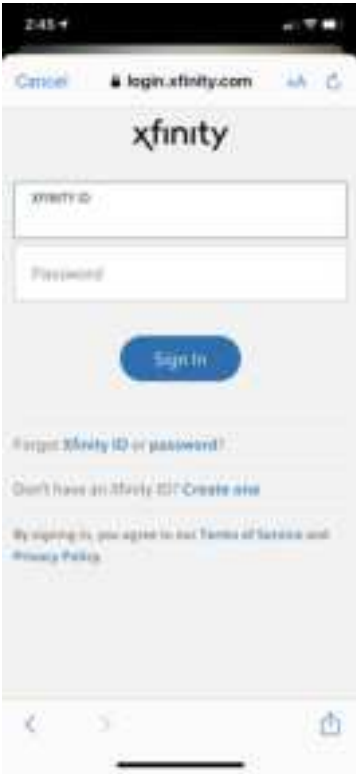 2:45
Cancel login.xfinity.com AA
xfinity
XFINITY ID
Password
Sign In
Forgot Xfinity ID or password?
Don't have an Xfinity ID? Create one
By signing in, you agree to our Terms of Service and
Privacy Policy.